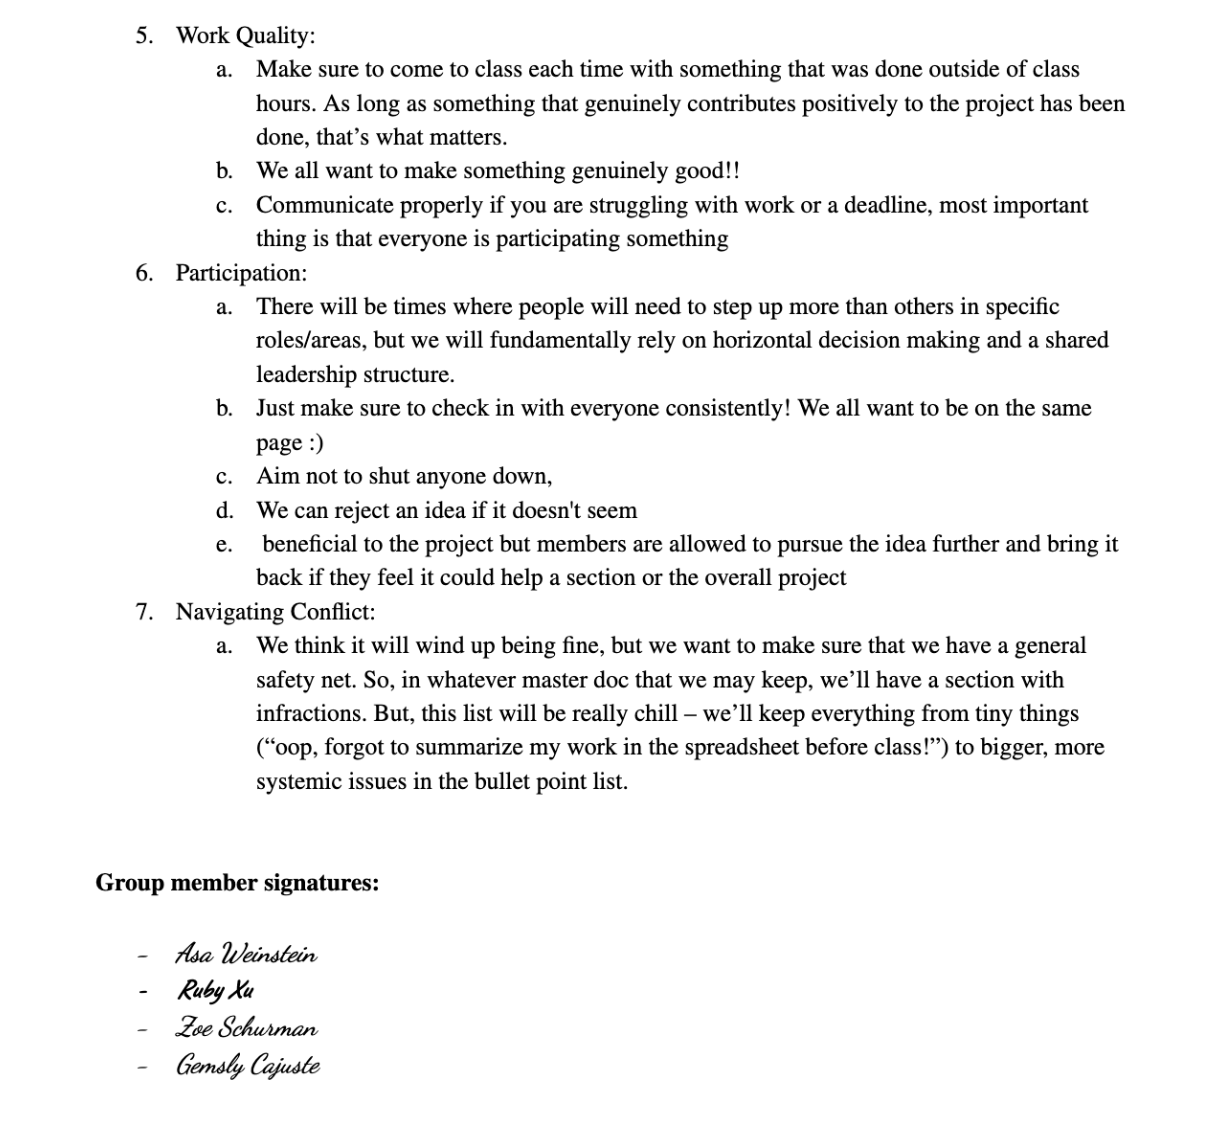 5. Work Quality:
a. Make sure to come to class each time with something that was done outside of class
hours. As long as something that genuinely contributes positively to the project has been
done, that’s what matters.
b. We all want to make something genuinely good!!
c. Communicate properly if you are struggling with work or a deadline, most important
thing is that everyone is participating something
6. Participation:
a. There will be times where people will need to step up more than others in specific
roles/areas, but we will fundamentally rely on horizontal decision making and a shared
leadership structure.
b. Just make sure to check in with everyone consistently! We all want to be on the same
page :)
c. Aim not to shut anyone down,
d. We can reject an idea if it doesn't seem
e. beneficial to the project but members are allowed to pursue the idea further and bring it
back if they feel it could help a section or the overall project
7. Navigating Conflict:
a. We think it will wind up being fine, but we want to make sure that we have a general
safety net. So, in whatever master doc that we may keep, we’ll have a section with
infractions. But, this list will be really chill – we’ll keep everything from tiny things
(“oop, forgot to summarize my work in the spreadsheet before class!”) to bigger, more
systemic issues in the bullet point list.
Group member signatures:
- Asa Weinstein
- Ruby Xu
- Zoe Schurman
- Gemsly Cajuste